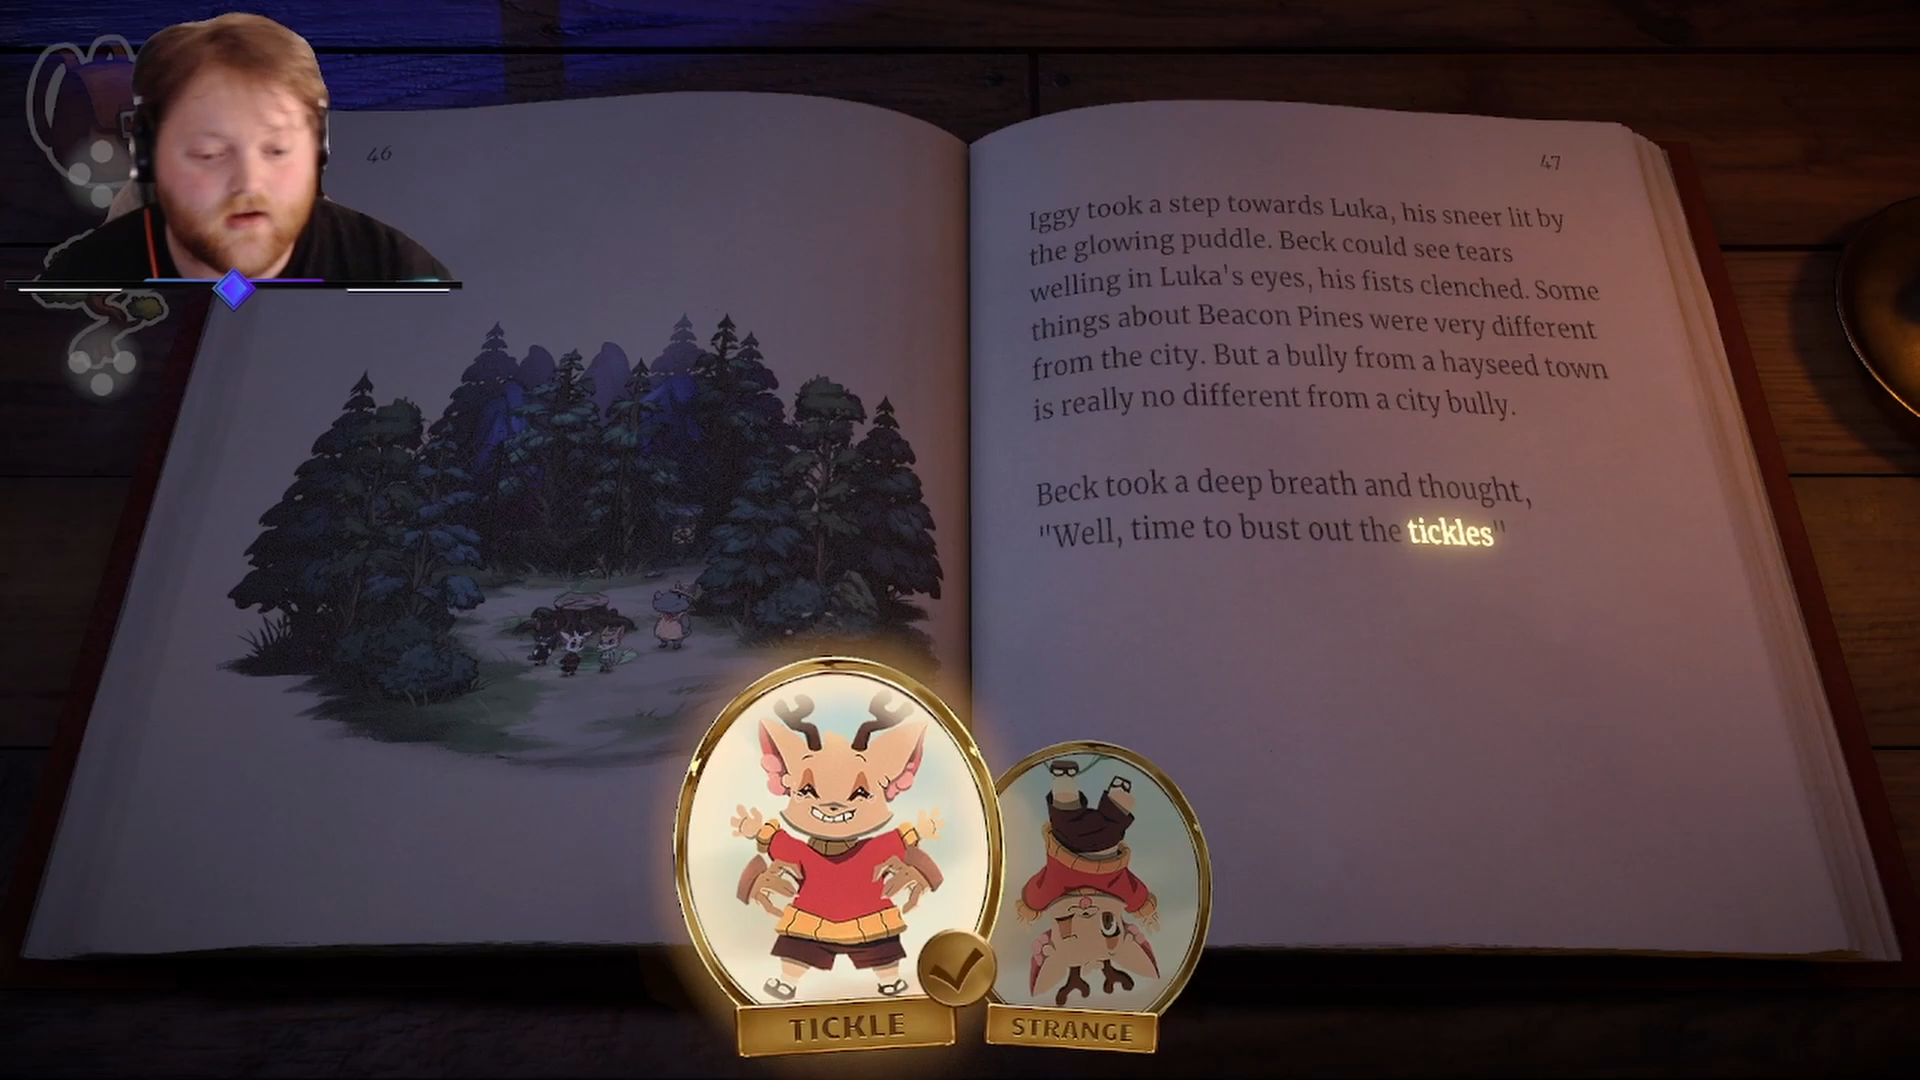 46
47
Iggy took a step towards Luka, his sneer lit by
the glowing puddle. Beck could see tears
welling in Luka's eyes, his fists clenched. Some
things about Beacon Pines were very different
from the city. But a bully from a hayseed town
is really no different from a city bully.
Beck took a deep breath and thought,
"Well, time to bust out the tickles"
TICKLE
STRANGE